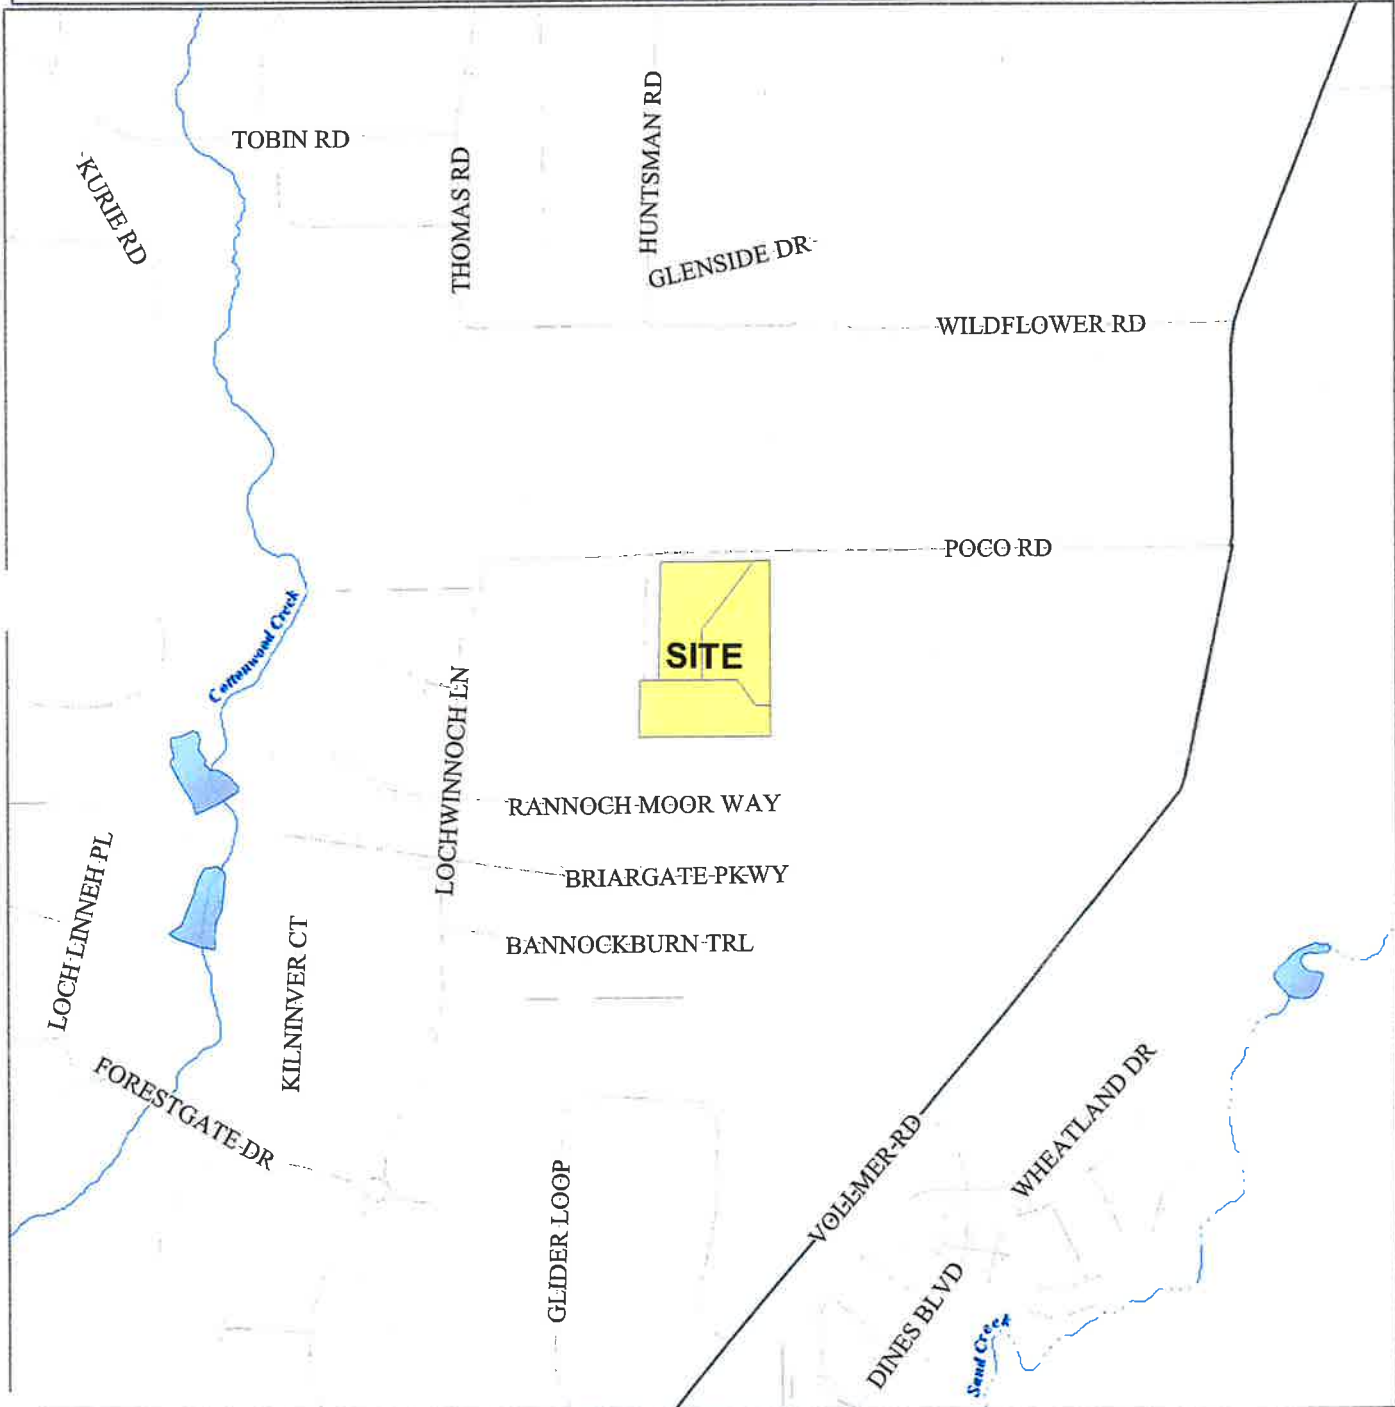 TOBIN RD
HUNTSMAN RD
KURIE RD
THOMAS RD
GLENSIDE DR
WILDFLOWER RD
POCO RD
Cottonwood Creek
SITE
LOCHWINNOCH LN
RANNOCH MOOR WAY
BRIARGATE PKWY
LOCH LINNEH PL
BANNOCKBURN TRL
KILNINVER CT
FORESTGATE DR
WHEATLAND DR
VOLLMER RD
GLIDER LOOP
DINES BLVD
Sand Creek